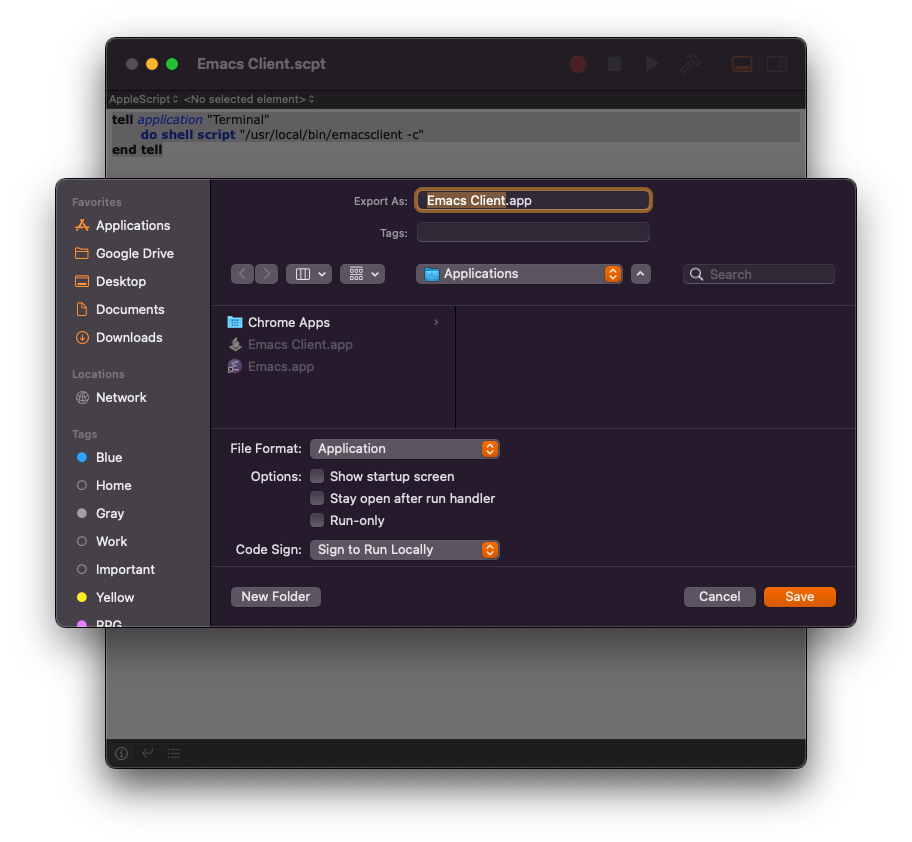 Emacs Client.scpt
AppleScript <No selected element>
tell application "Terminal"
do shell script "/usr/local/bin/emacsclient -c"
end tell
Favorites
Applications
Google Drive
Desktop
Documents
Downloads
Locations
Network
Tags
Blue
Home
Gray
Work
Important
Yellow
RPG
Export As: Emacs Client.app
Tags:
Applications
Search
Chrome Apps
Emacs Client.app
Emacs.app
File Format: Application
Options: Show startup screen
Stay open after run handler
Run-only
Code Sign: Sign to Run Locally
New Folder Cancel Save